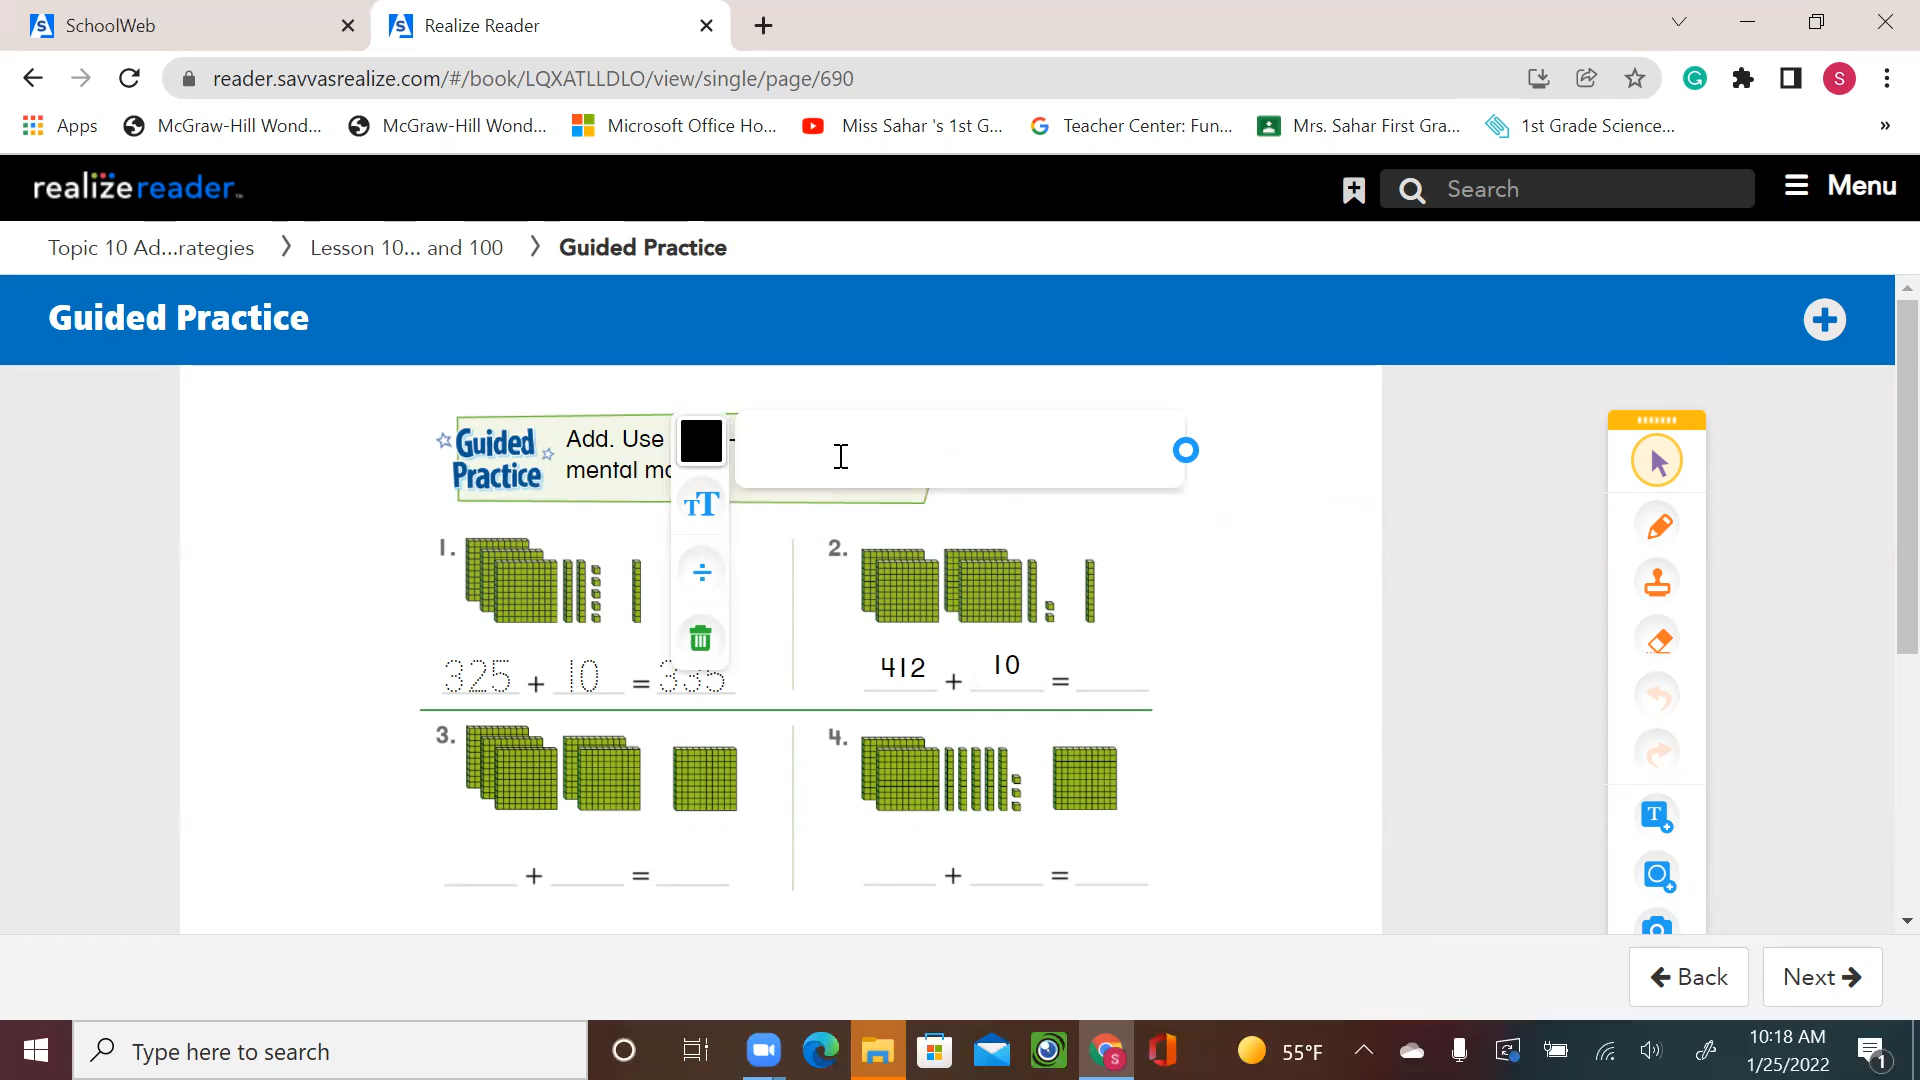 SchoolWeb
Realize Reader
reader.savvasrealize.com/#/book/LQXATLLDLO/view/single/page/690
S
Apps
McGraw-Hill Wond...
McGraw-Hill Wond...
Microsoft Office Ho...
Miss Sahar 's 1st G...
Teacher Center: Fun...
Mrs. Sahar First Gra...
1st Grade Science...
»
realizereader™
Search
Menu
Topic 10 Ad...rategies
Lesson 10... and 100
Guided Practice
Guided Practice
Guided Practice
Add. Use
mental
TT
÷
1.
2.
325 + 10 = 335
412 + 10 =
3.
4.
+ =
+ =
T
Back
Next
Type here to search
55°F
10:18 AM
1/25/2022
1